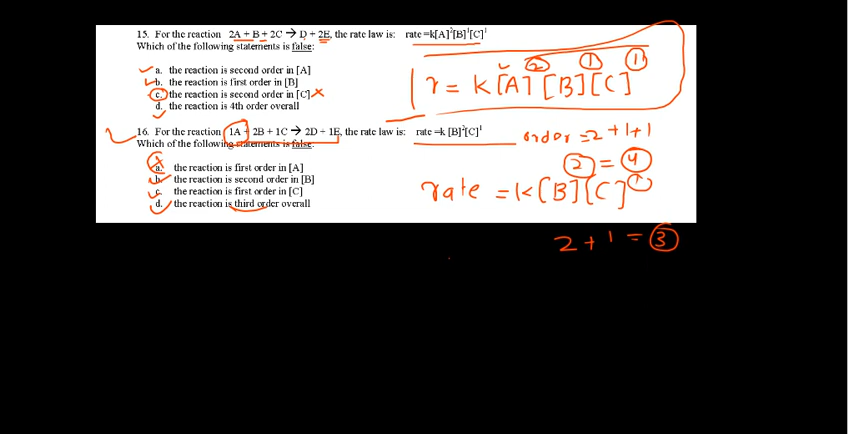 15. For the reaction 2A + B + 2C → D + 2E, the rate law is: rate =k[A]²[B]¹[C]¹
Which of the following statements is false:
a. the reaction is second order in [A]
b. the reaction is first order in [B]
c. the reaction is second order in [C]
d. the reaction is 4th order overall
r = K[A]² [B]¹ [C]¹
16. For the reaction 1A + 2B + 1C → 2D + 1E, the rate law is: rate =k [B]²[C]¹
Which of the following statements is false:
a. the reaction is first order in [A]
b. the reaction is second order in [B]
c. the reaction is first order in [C]
d. the reaction is third order overall
order = 2+1+1
= 4
rate = K[B]² [C]¹
2 + 1 = 3